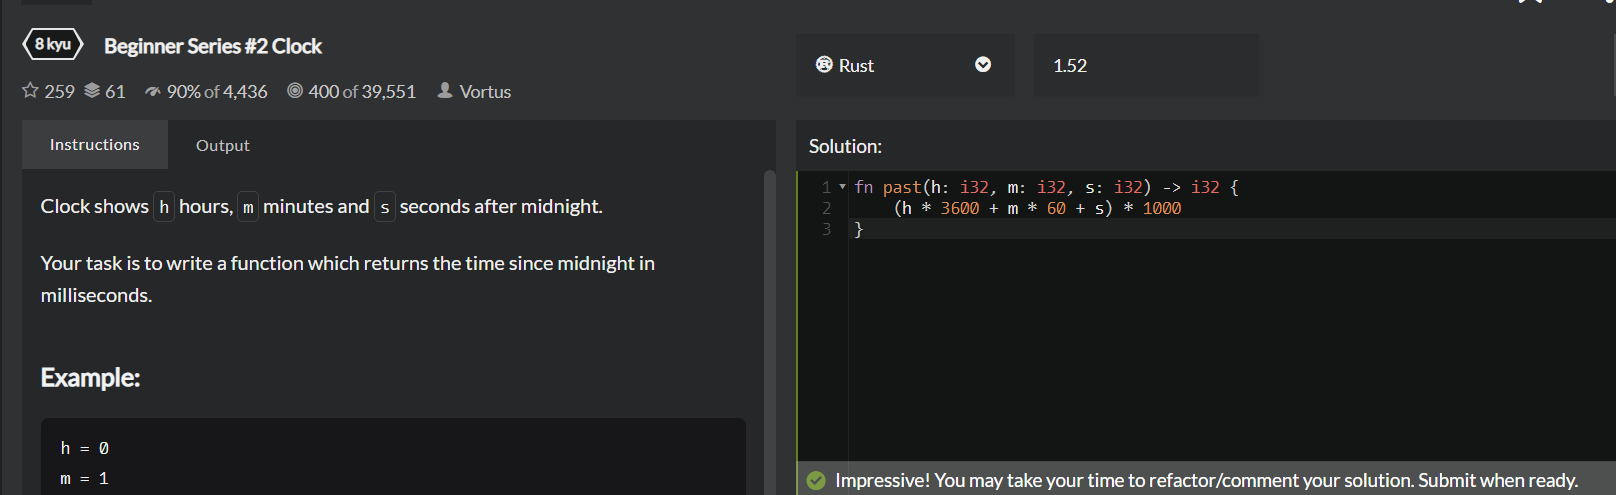 8 kyu Beginner Series #2 Clock
259 61 90% of 4,436 400 of 39,551 Vortus
Instructions Output
Clock shows h hours, m minutes and s seconds after midnight.
Your task is to write a function which returns the time since midnight in
milliseconds.
Example:
h = 0
m = 1
Rust 1.52
Solution:
1 fn past(h: i32, m: i32, s: i32) -> i32 {
2 (h * 3600 + m * 60 + s) * 1000
3 }
Impressive! You may take your time to refactor/comment your solution. Submit when ready.